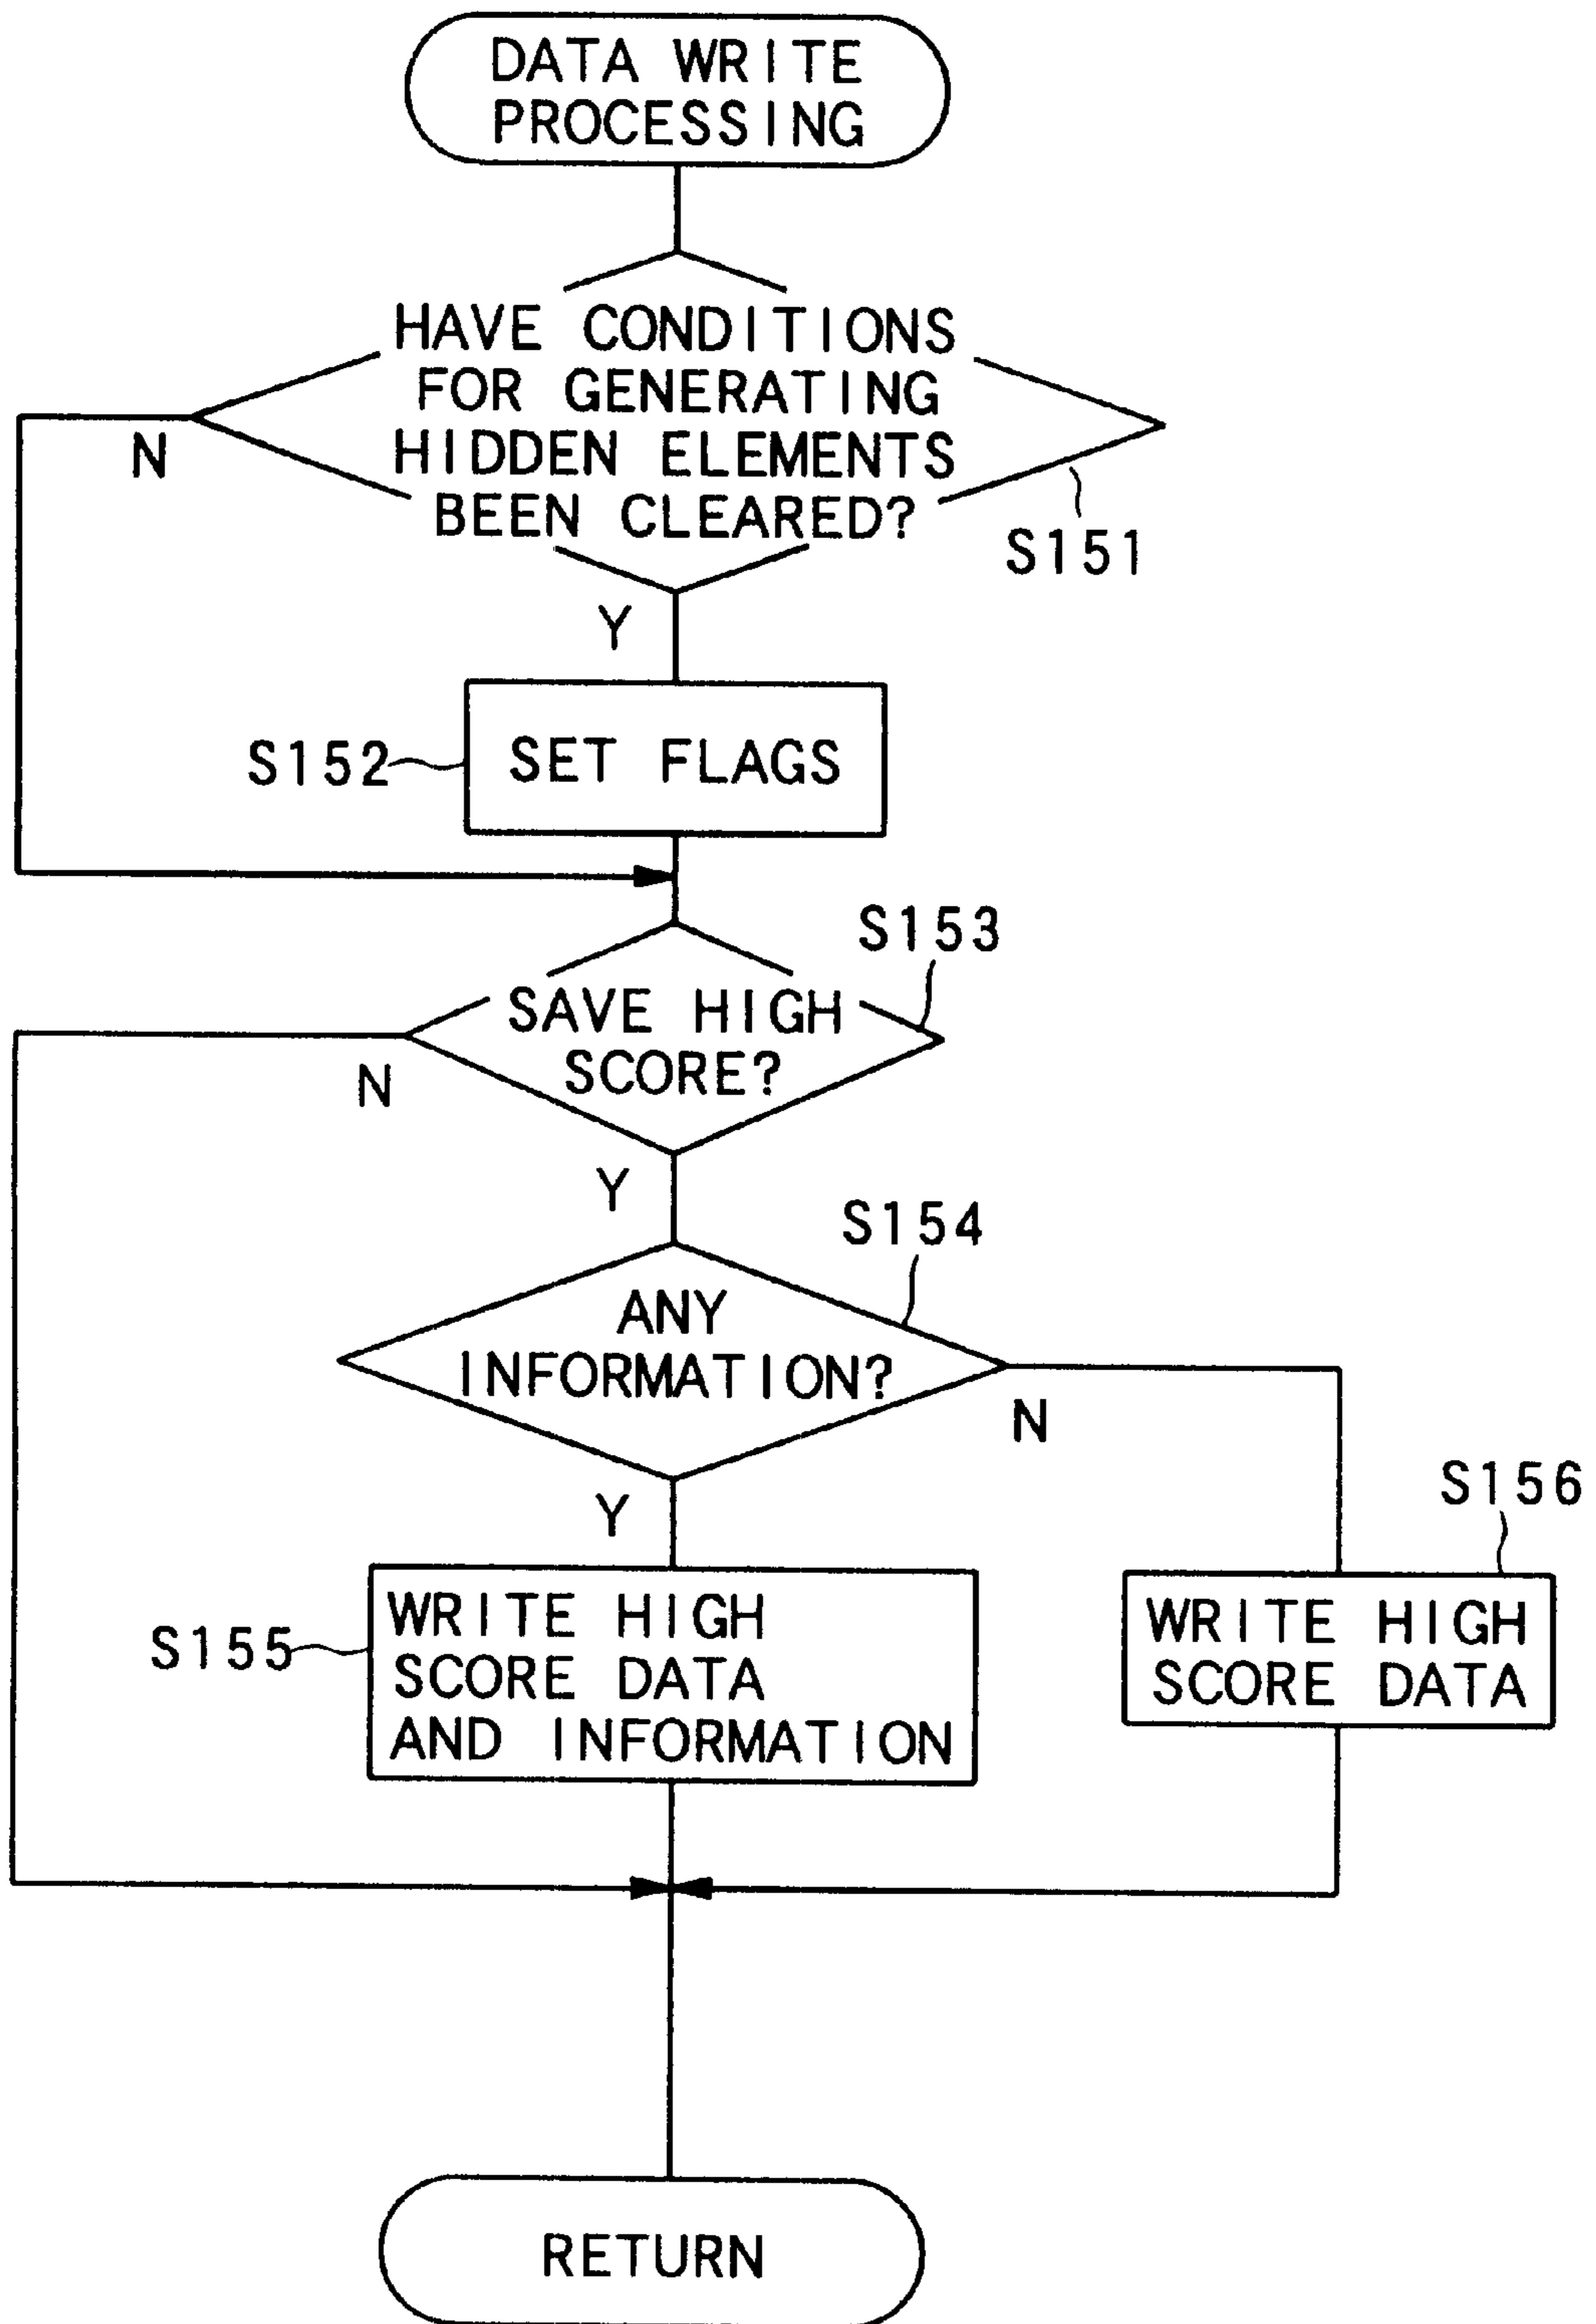 DATA WRITE
PROCESSING
HAVE CONDITIONS
FOR GENERATING
HIDDEN ELEMENTS
BEEN CLEARED?
N
S151
Y
S152
SET FLAGS
S153
SAVE HIGH
SCORE?
N
Y
S154
ANY
INFORMATION?
N
Y
S156
S155
WRITE HIGH
SCORE DATA
AND INFORMATION
WRITE HIGH
SCORE DATA
RETURN